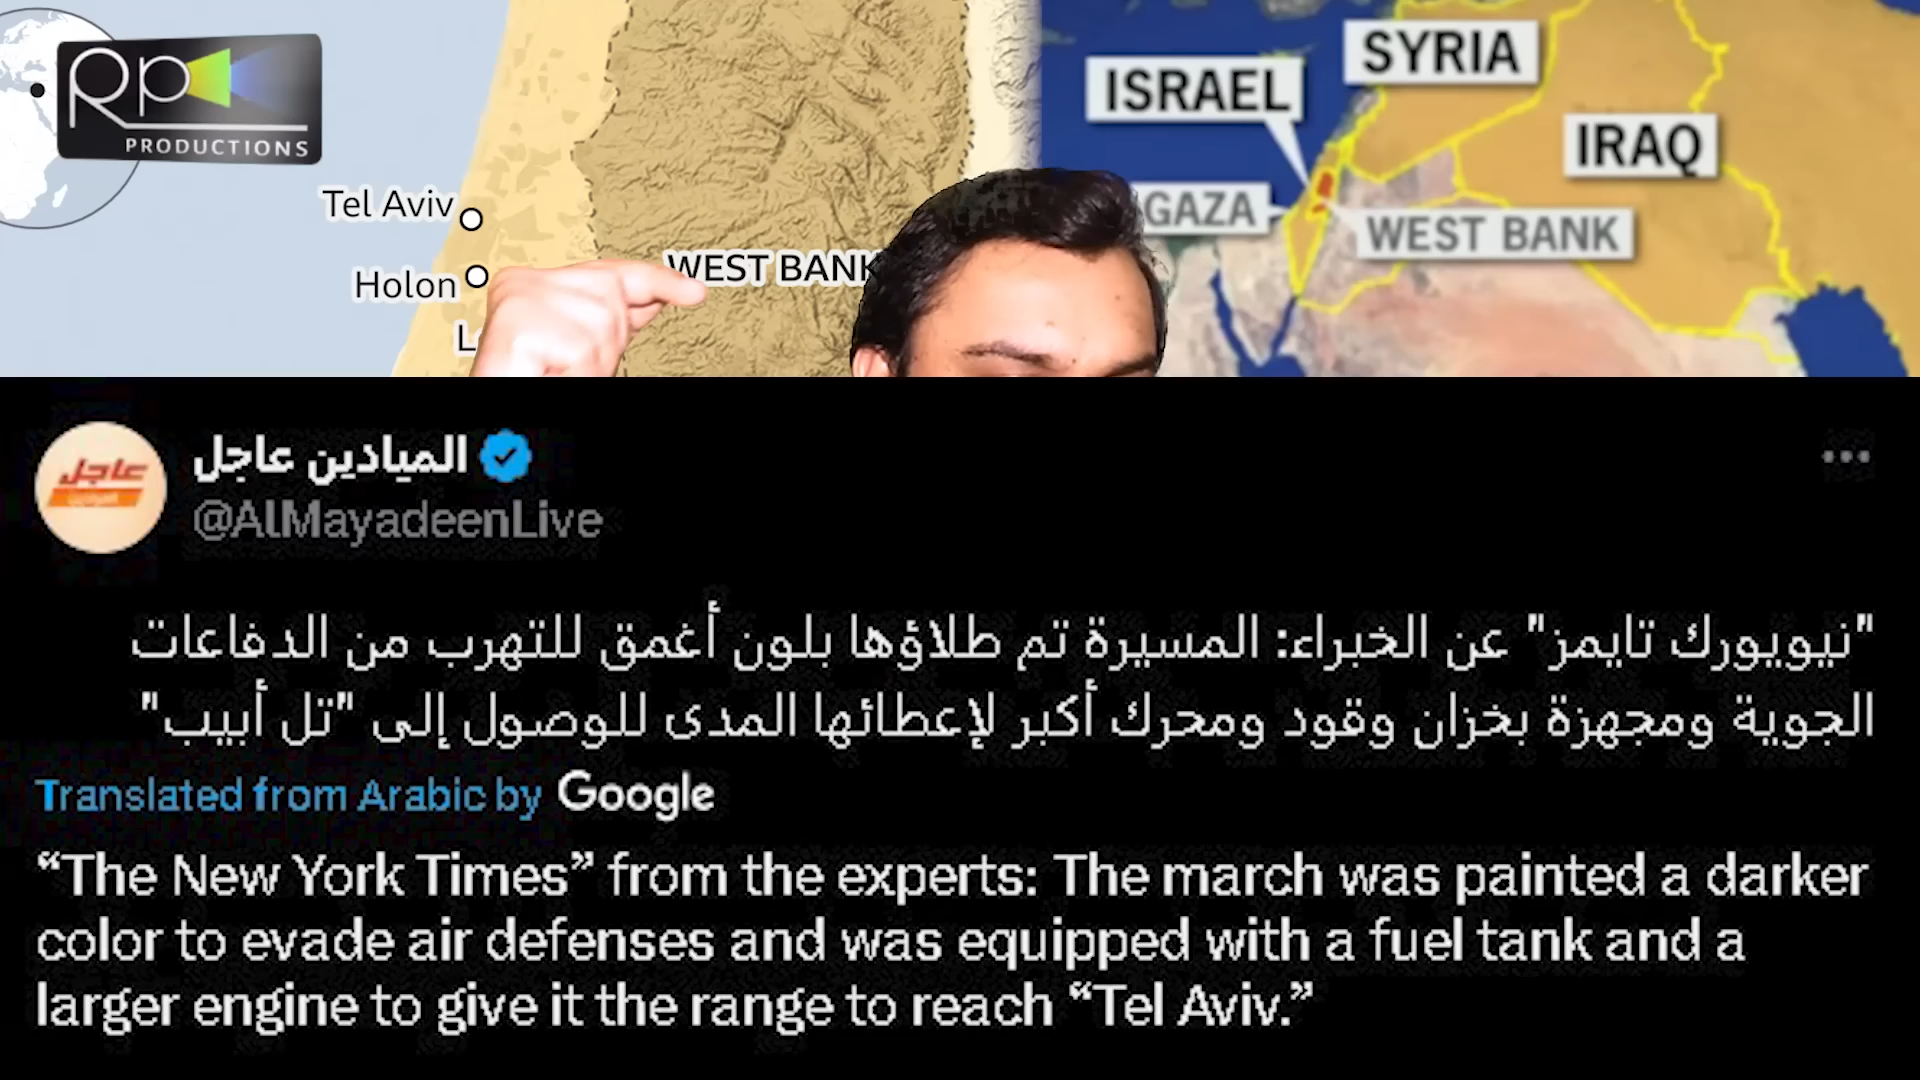 Rp
PRODUCTIONS
Tel Aviv
Holon
WEST BANK
ISRAEL
SYRIA
IRAQ
GAZA
WEST BANK
الميادين عاجل
عاجل
@AlMayadeenLive
"نيويورك تايمز" عن الخبراء: المسيرة تم طلاؤها بلون أغمق للتهرب من الدفاعات
الجوية ومجهزة بخزان وقود ومحرك أكبر لإعطائها المدى للوصول إلى "تل أبيب"
Translated from Arabic by Google
“The New York Times” from the experts: The march was painted a darker
color to evade air defenses and was equipped with a fuel tank and a
larger engine to give it the range to reach “Tel Aviv.”